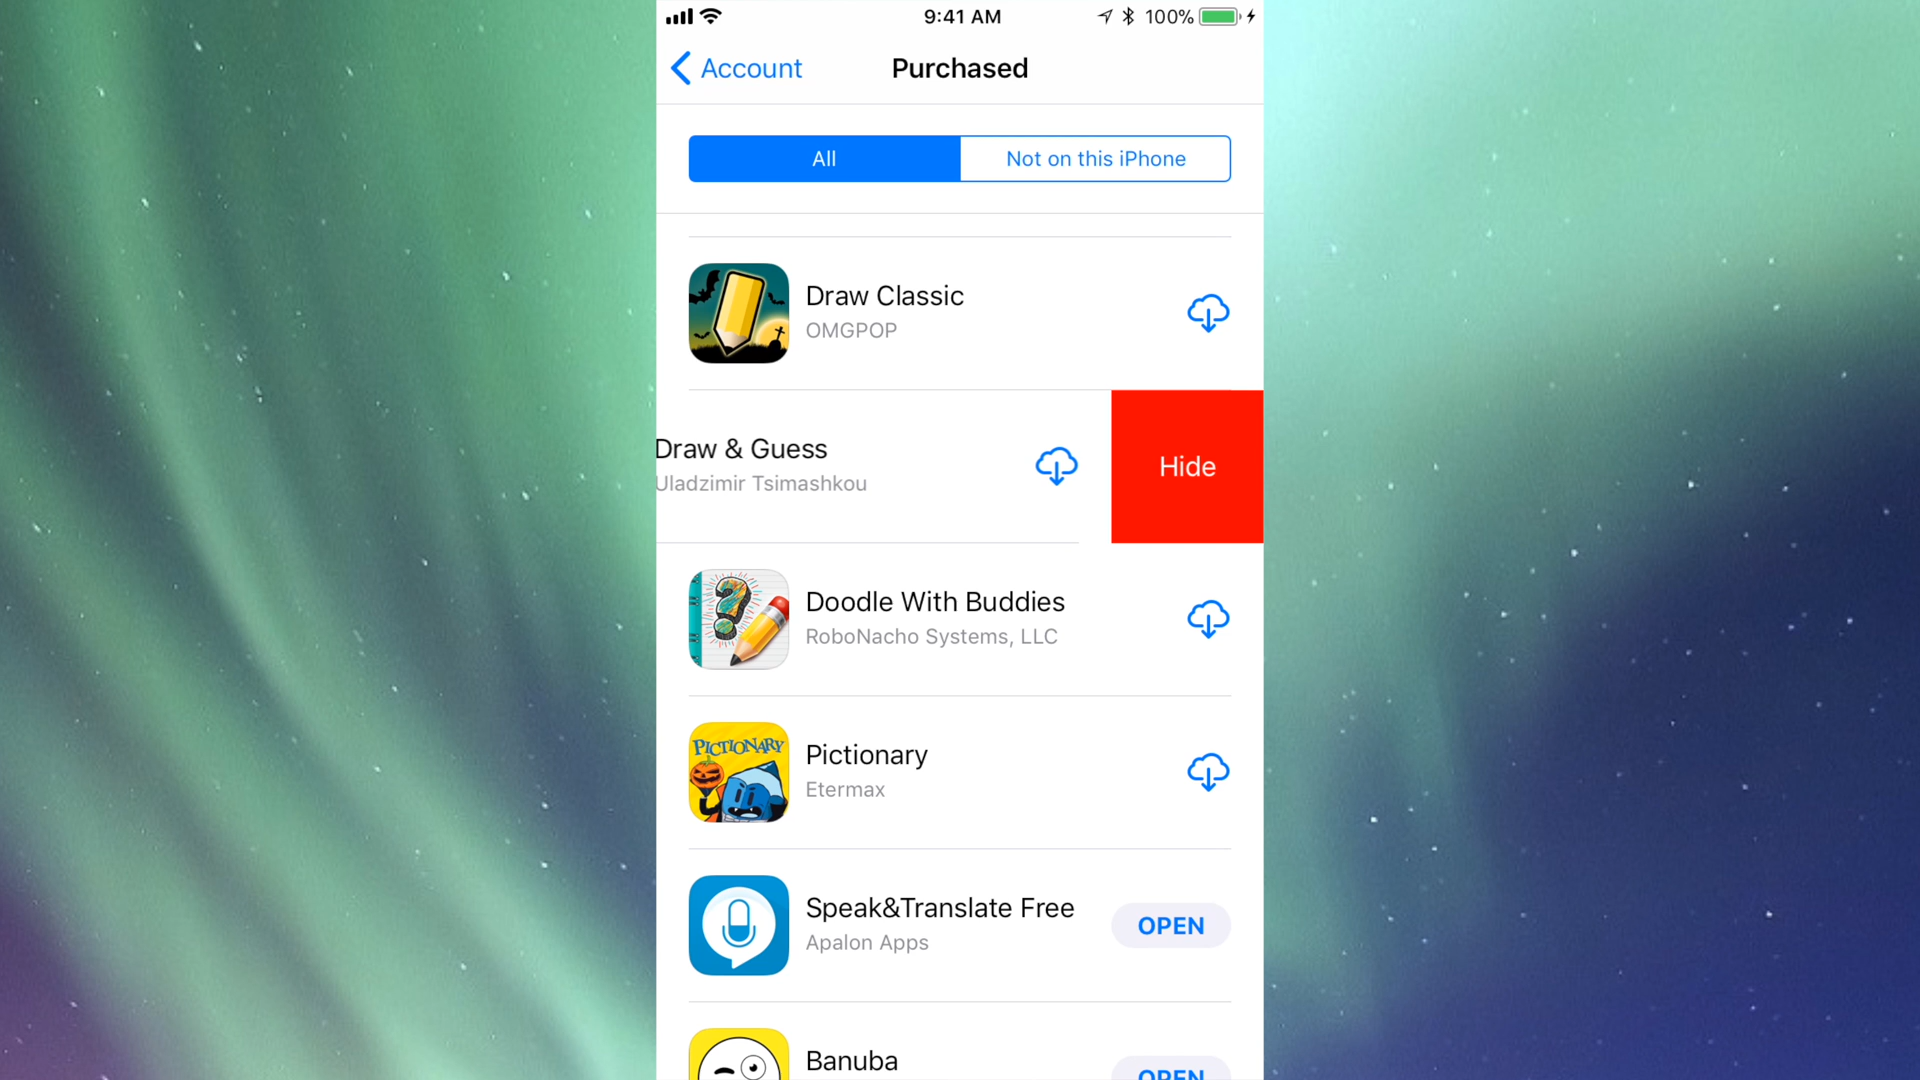 9:41 AM
100%
Account
Purchased
All
Not on this iPhone
Draw Classic
OMGPOP
Draw & Guess
Uladzimir Tsimashkou
Hide
Doodle With Buddies
RoboNacho Systems, LLC
PICTIONARY
Pictionary
Etermax
Speak&Translate Free
Apalon Apps
OPEN
Banuba
OPEN